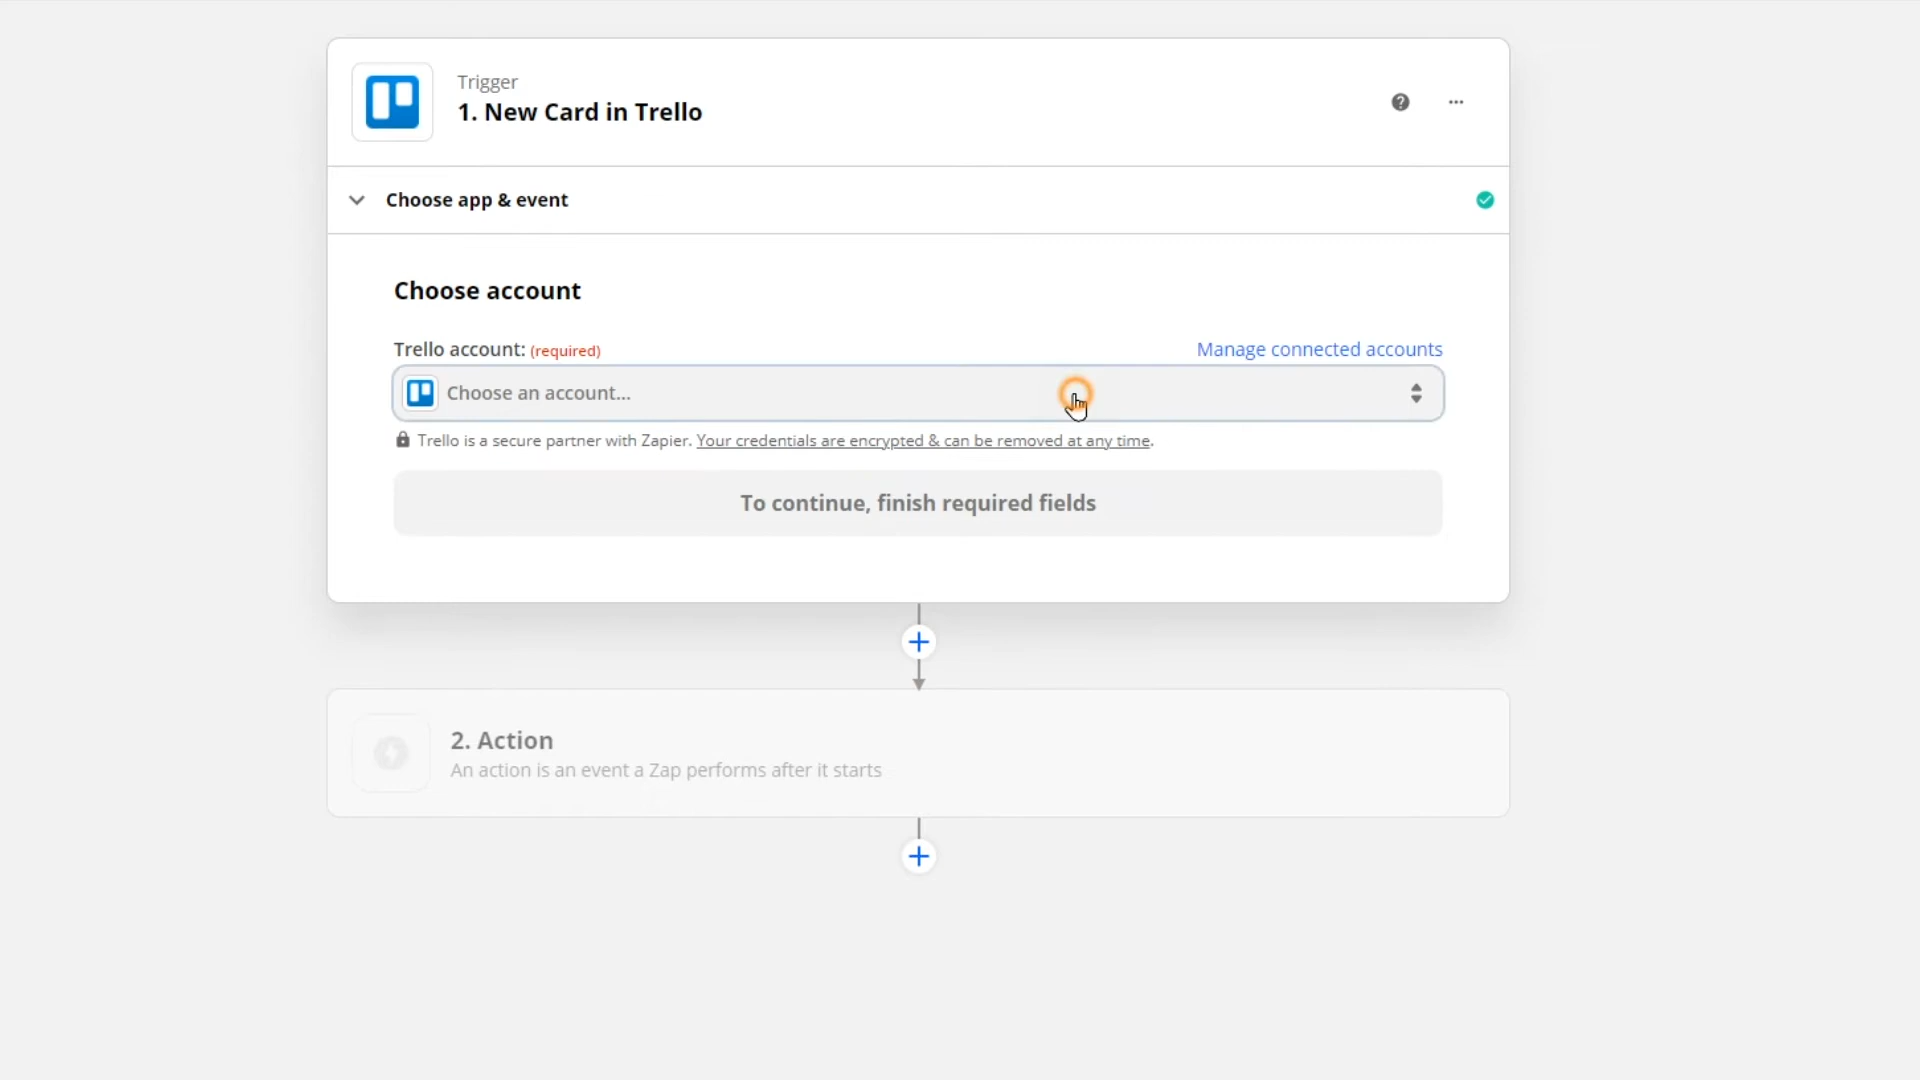 Trigger
1. New Card in Trello
Choose app & event
Choose account
Trello account: (required) Manage connected accounts
Choose an account...
Trello is a secure partner with Zapier. Your credentials are encrypted & can be removed at any time.
To continue, finish required fields
2. Action
An action is an event a Zap performs after it starts